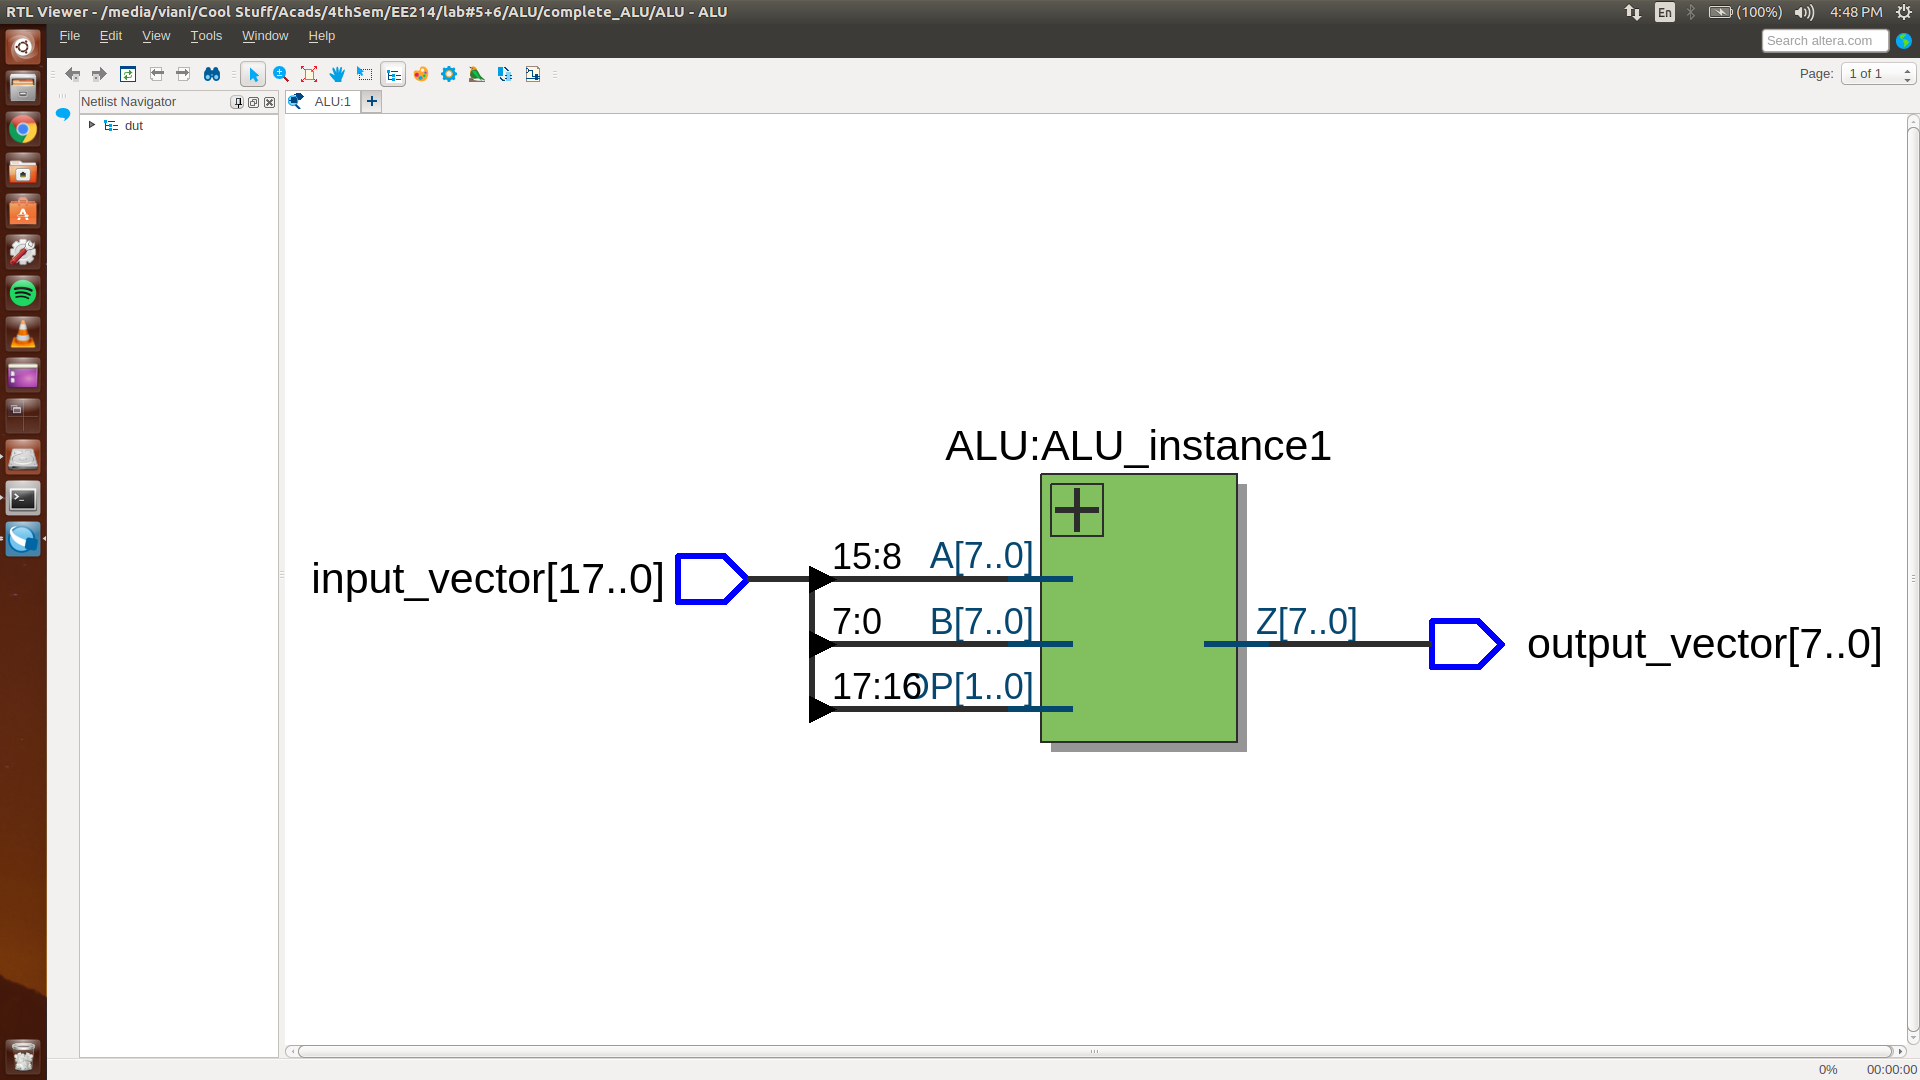 RTL Viewer - /media/viani/Cool Stuff/Acads/4thSem/EE214/lab#5+6/ALU/complete_ALU/ALU - ALU
En
(100%)
4:48 PM
File Edit View Tools Window Help
Search altera.com
Page: 1 of 1
Netlist Navigator
ALU:1
dut
ALU:ALU_instance1
15:8 A[7..0]
input_vector[17..0]
7:0 B[7..0]
Z[7..0]
output_vector[7..0]
17:16 OP[1..0]
0% 00:00:00